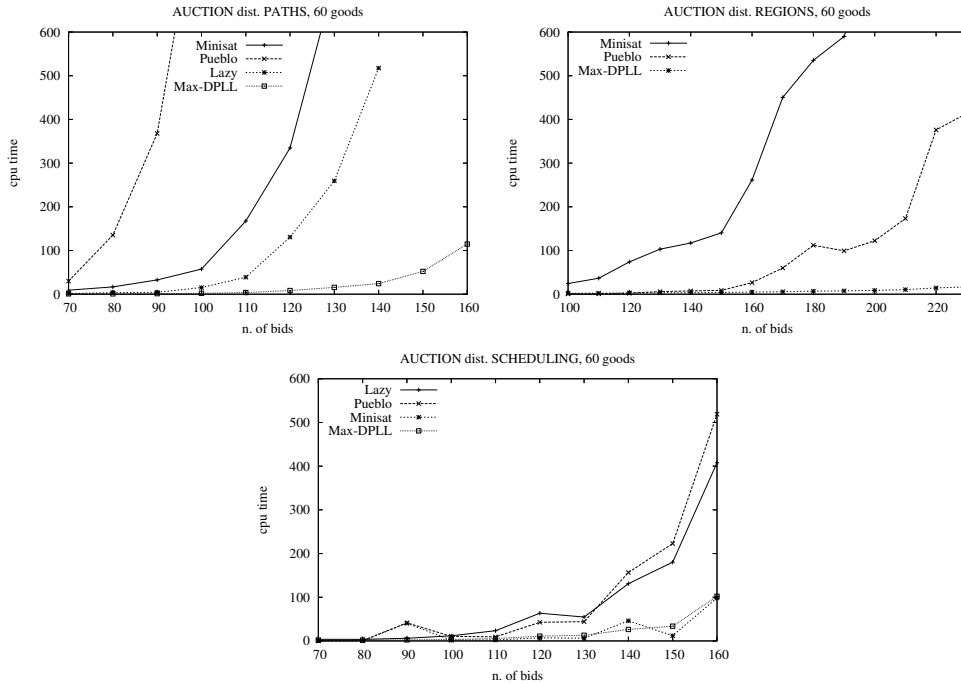 AUCTION dist. PATHS, 60 goods
600
500
400
300
200
100
0
cpu time
Minisat
Pueblo
Lazy
Max-DPLL
70 80 90 100 110 120 130 140 150 160
n. of bids
AUCTION dist. REGIONS, 60 goods
600
500
400
300
200
100
0
cpu time
Minisat
Pueblo
Max-DPLL
100 120 140 160 180 200 220
n. of bids
AUCTION dist. SCHEDULING, 60 goods
600
500
400
300
200
100
0
cpu time
Lazy
Pueblo
Minisat
Max-DPLL
70 80 90 100 110 120 130 140 150 160
n. of bids